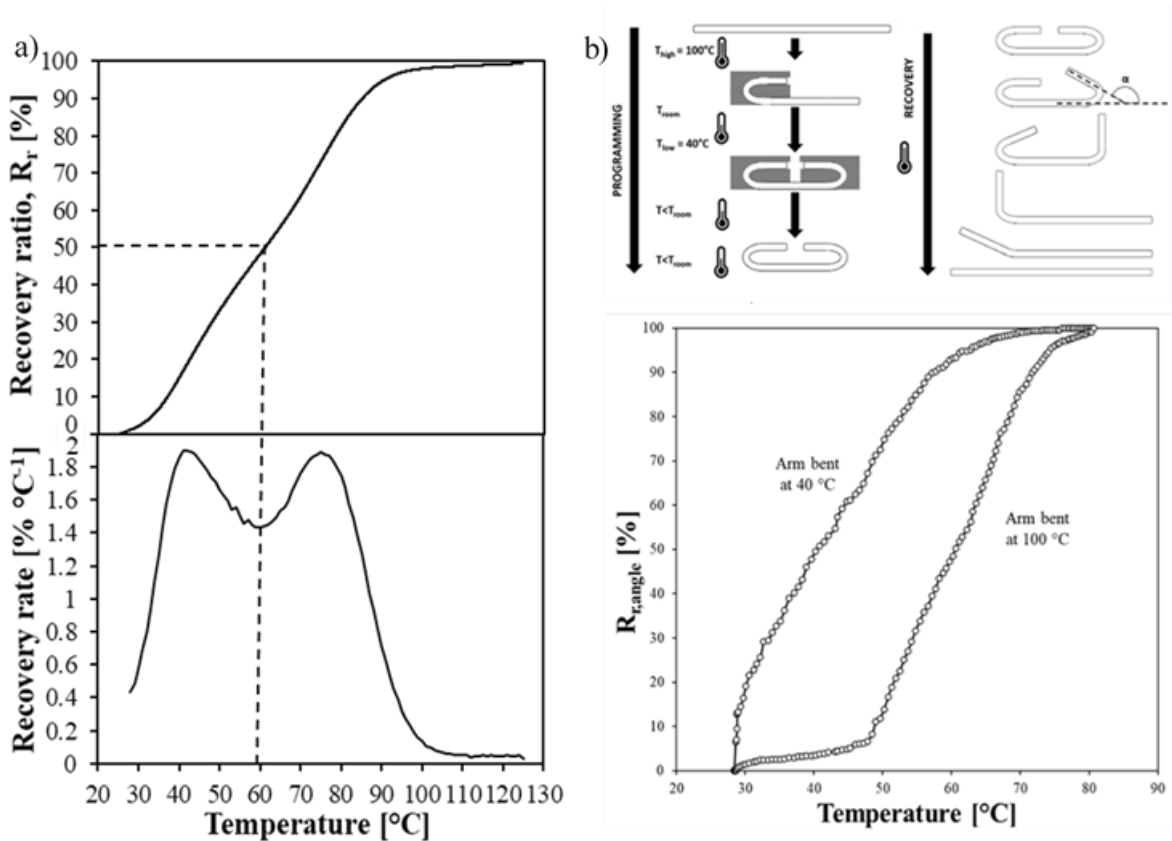 a)
Recovery ratio, Rr [%]
100
90
80
70
60
50
40
30
20
10
0
Recovery rate [% °C-1]
2
1.8
1.6
1.4
1.2
1
0.8
0.6
0.4
0.2
0
20 30 40 50 60 70 80 90 100 110 120 130
Temperature [°C]
b)
PROGRAMMING
Thigh = 100°C
Troom
Tlow = 40°C
T<Troom
T<Troom
RECOVERY
α
Rr,angle [%]
100
90
80
70
60
50
40
30
20
10
0
Arm bent
at 40 °C
Arm bent
at 100 °C
20 30 40 50 60 70 80 90
Temperature [°C]